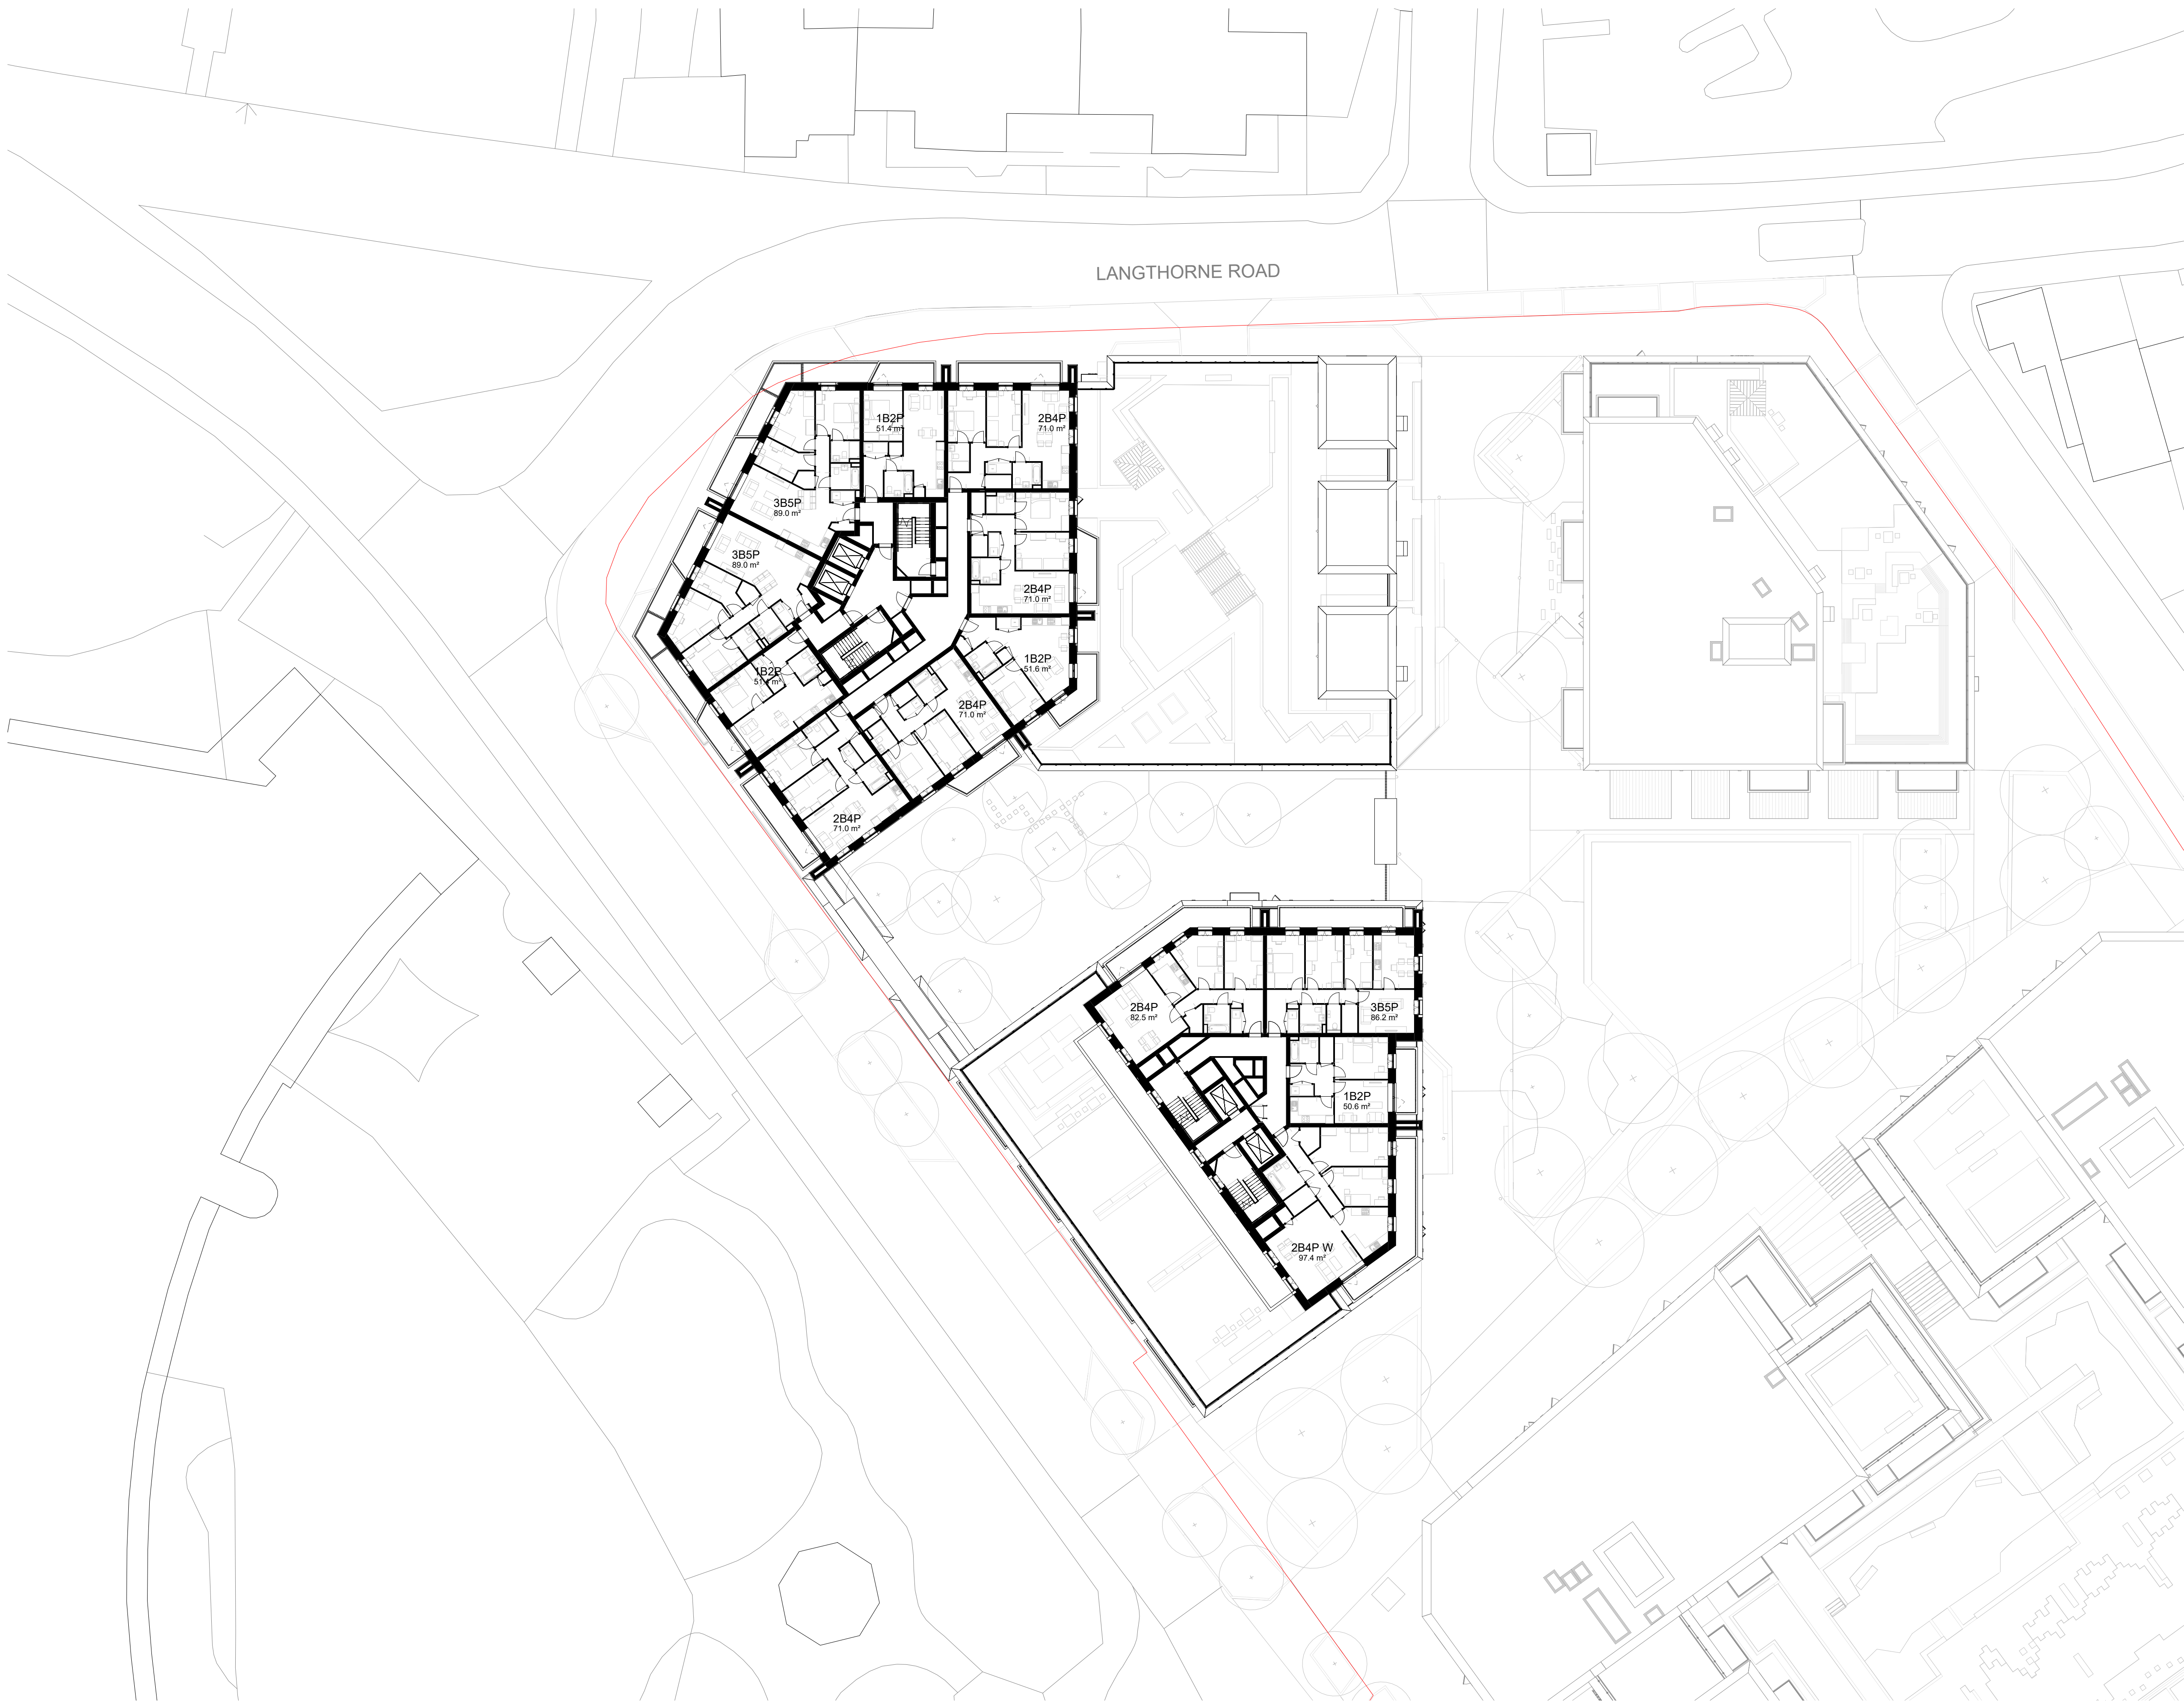 LANGTHORNE ROAD
1B2P
51.4 m²
2B4P
71.0 m²
3B5P
89.0 m²
3B5P
89.0 m²
2B4P
71.0 m²
1B2P
51.6 m²
1B2P
2B4P
71.0 m²
2B4P
71.0 m²
2B4P
82.5 m²
3B5P
86.2 m²
1B2P
50.6 m²
2B4P W
97.4 m²